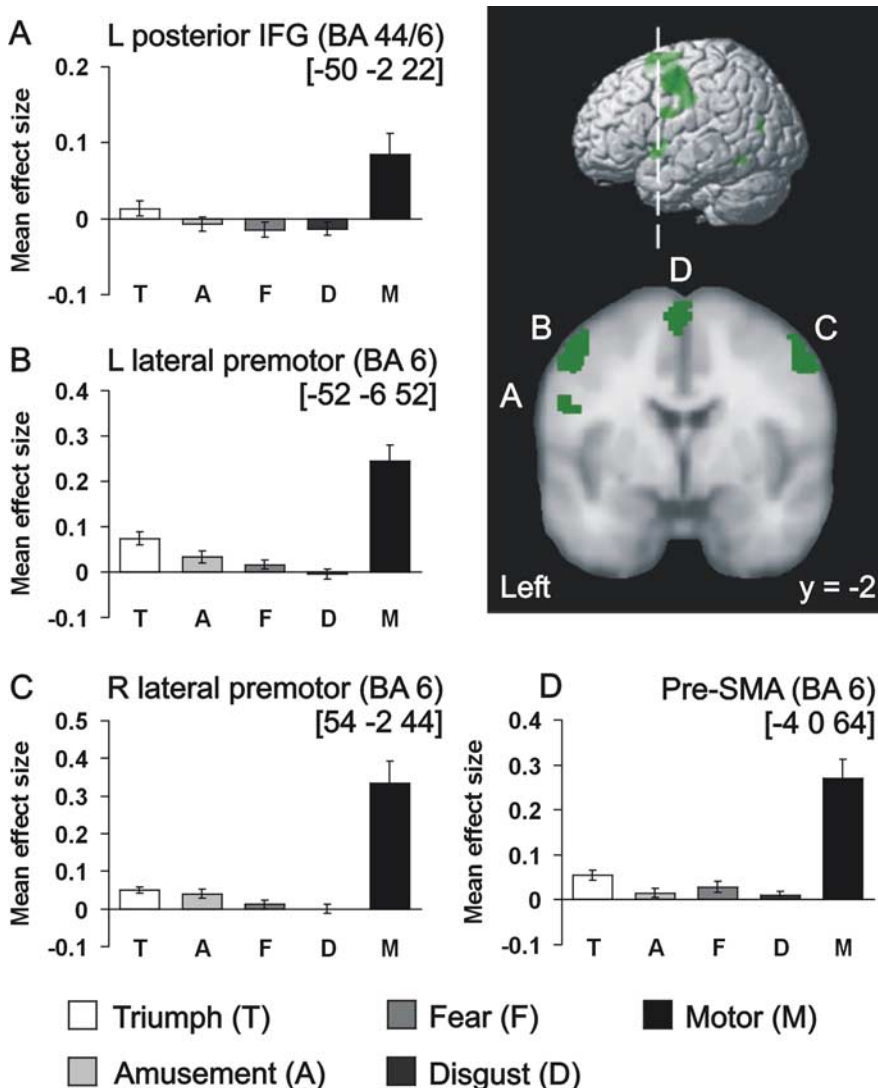 A
L posterior IFG (BA 44/6)
[-50 -2 22]
Mean effect size
0.2
0.1
0
-0.1
T A F D M
B
L lateral premotor (BA 6)
[-52 -6 52]
Mean effect size
0.4
0.3
0.2
0.1
0
-0.1
T A F D M
D
B
C
A
Left
y = -2
C
R lateral premotor (BA 6)
[54 -2 44]
Mean effect size
0.5
0.4
0.3
0.2
0.1
0
-0.1
T A F D M
D
Pre-SMA (BA 6)
[-4 0 64]
Mean effect size
0.4
0.3
0.2
0.1
0
-0.1
T A F D M
Triumph (T)
Fear (F)
Motor (M)
Amusement (A)
Disgust (D)